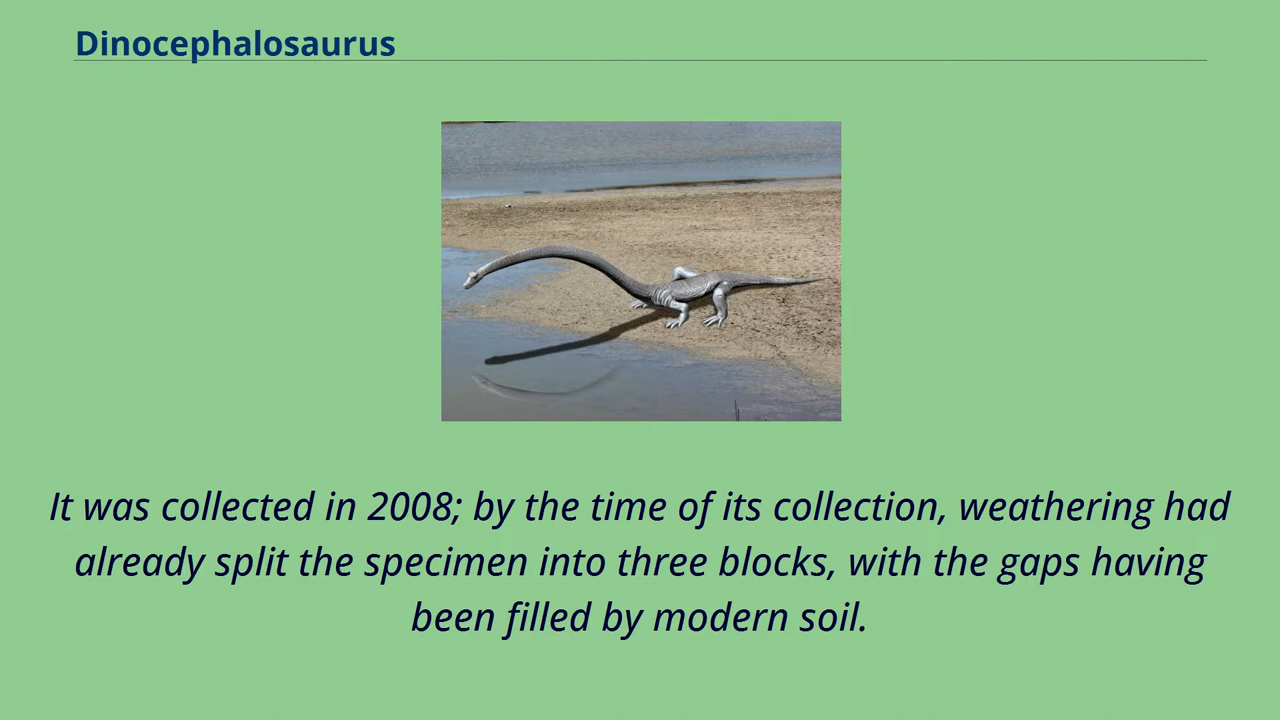 Dinocephalosaurus
It was collected in 2008; by the time of its collection, weathering had
already split the specimen into three blocks, with the gaps having
been filled by modern soil.